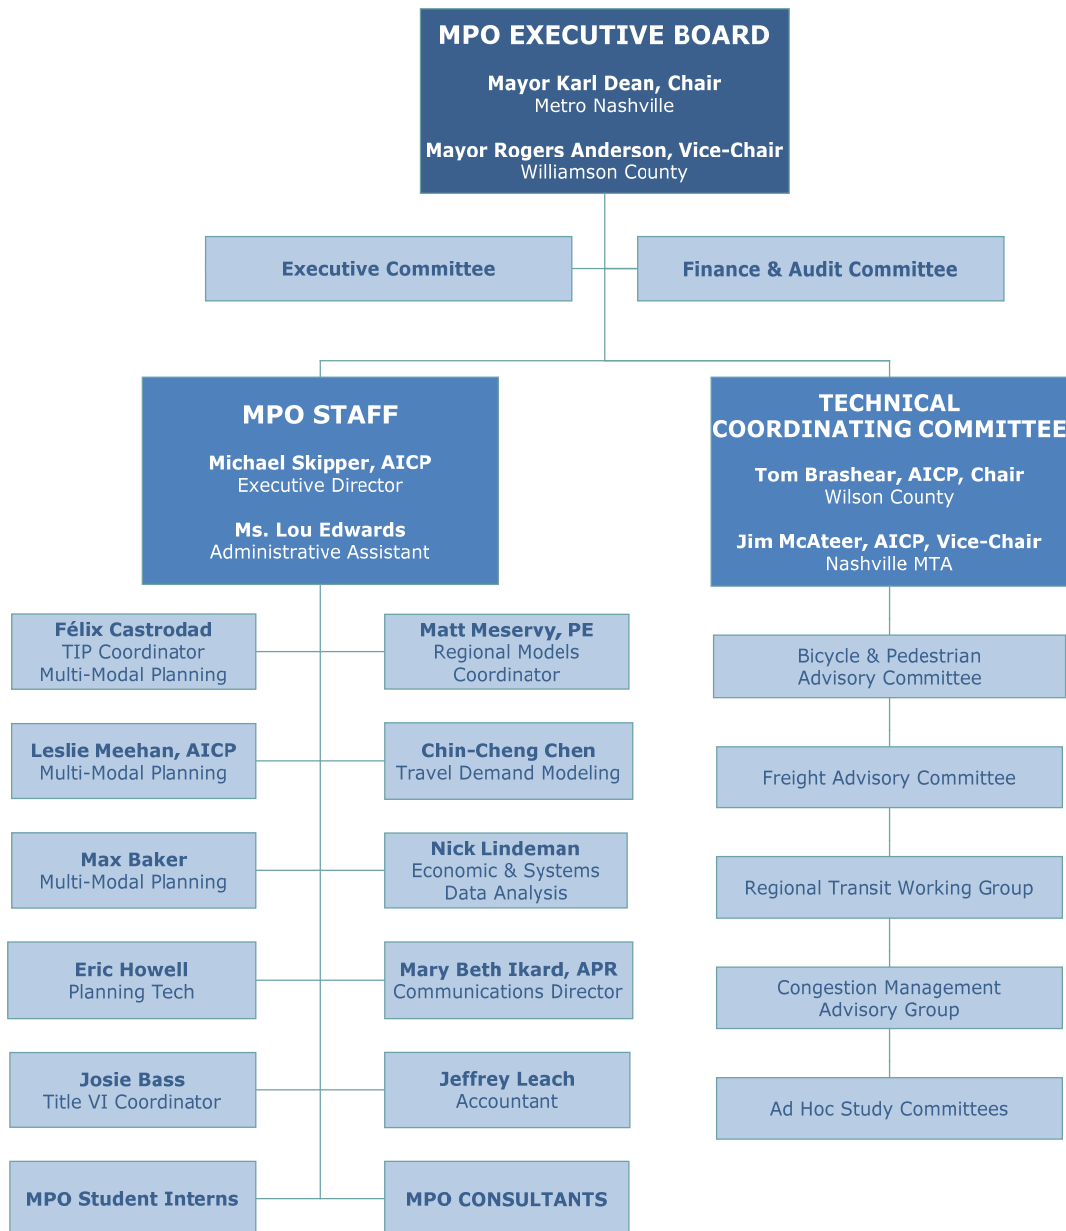 MPO EXECUTIVE BOARD
Mayor Karl Dean, Chair
Metro Nashville
Mayor Rogers Anderson, Vice-Chair
Williamson County
Executive Committee
Finance & Audit Committee
MPO STAFF
Michael Skipper, AICP
Executive Director
Ms. Lou Edwards
Administrative Assistant
TECHNICAL
COORDINATING COMMITTEE
Tom Brashear, AICP, Chair
Wilson County
Jim McAteer, AICP, Vice-Chair
Nashville MTA
Félix Castrodad
TIP Coordinator
Multi-Modal Planning
Matt Meservy, PE
Regional Models
Coordinator
Leslie Meehan, AICP
Multi-Modal Planning
Chin-Cheng Chen
Travel Demand Modeling
Max Baker
Multi-Modal Planning
Nick Lindeman
Economic & Systems
Data Analysis
Eric Howell
Planning Tech
Mary Beth Ikard, APR
Communications Director
Josie Bass
Title VI Coordinator
Jeffrey Leach
Accountant
MPO Student Interns
MPO CONSULTANTS
Bicycle & Pedestrian
Advisory Committee
Freight Advisory Committee
Regional Transit Working Group
Congestion Management
Advisory Group
Ad Hoc Study Committees